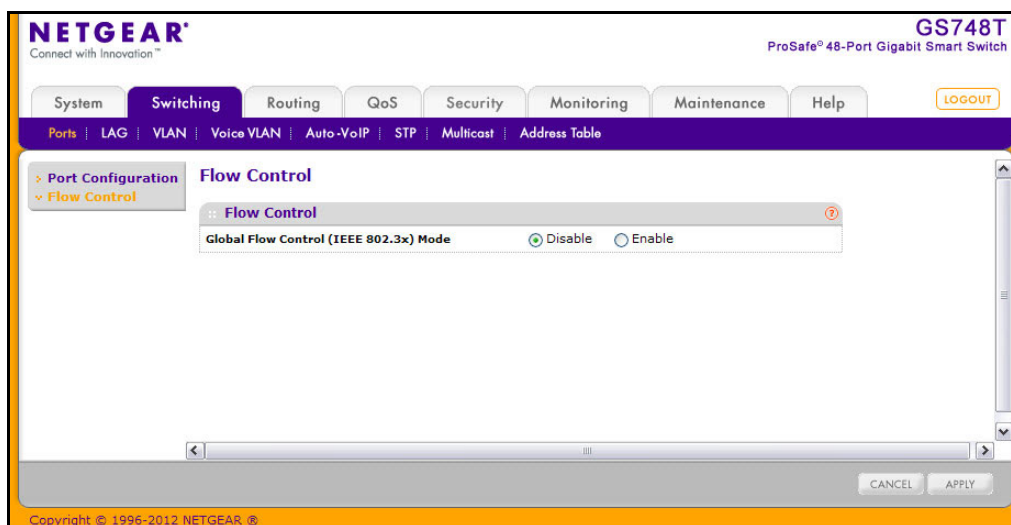 NETGEAR®
Connect with Innovation™
GS748T
ProSafe® 48-Port Gigabit Smart Switch
System Switching Routing QoS Security Monitoring Maintenance Help LOGOUT
Ports LAG VLAN Voice VLAN Auto-VoIP STP Multicast Address Table
Port Configuration
Flow Control
Flow Control
Flow Control ?
Global Flow Control (IEEE 802.3x) Mode Disable Enable
CANCEL APPLY
Copyright © 1996-2012 NETGEAR ®